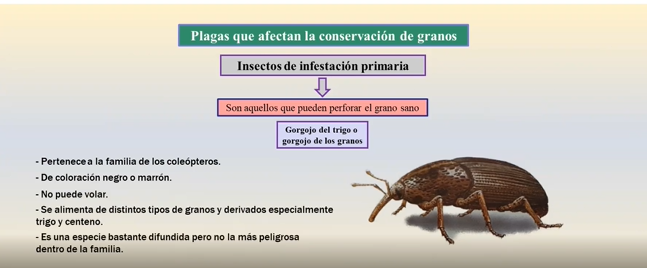 Plagas que afectan la conservación de granos
Insectos de infestación primaria
Son aquellos que pueden perforar el grano sano
Gorgojo del trigo o
gorgojo de los granos
- Pertenece a la familia de los coleópteros.
- De coloración negro o marrón.
- No puede volar.
- Se alimenta de distintos tipos de granos y derivados especialmente
trigo y centeno.
- Es una especie bastante difundida pero no la más peligrosa
dentro de la familia.